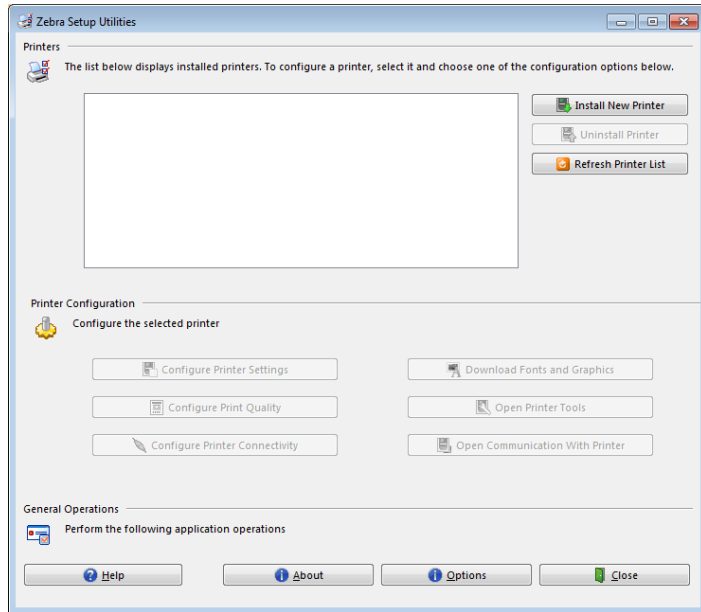 Zebra Setup Utilities
Printers
The list below displays installed printers. To configure a printer, select it and choose one of the configuration options below.
Install New Printer
Uninstall Printer
Refresh Printer List
Printer Configuration
Configure the selected printer
Configure Printer Settings
Download Fonts and Graphics
Configure Print Quality
Open Printer Tools
Configure Printer Connectivity
Open Communication With Printer
General Operations
Perform the following application operations
Help
About
Options
Close